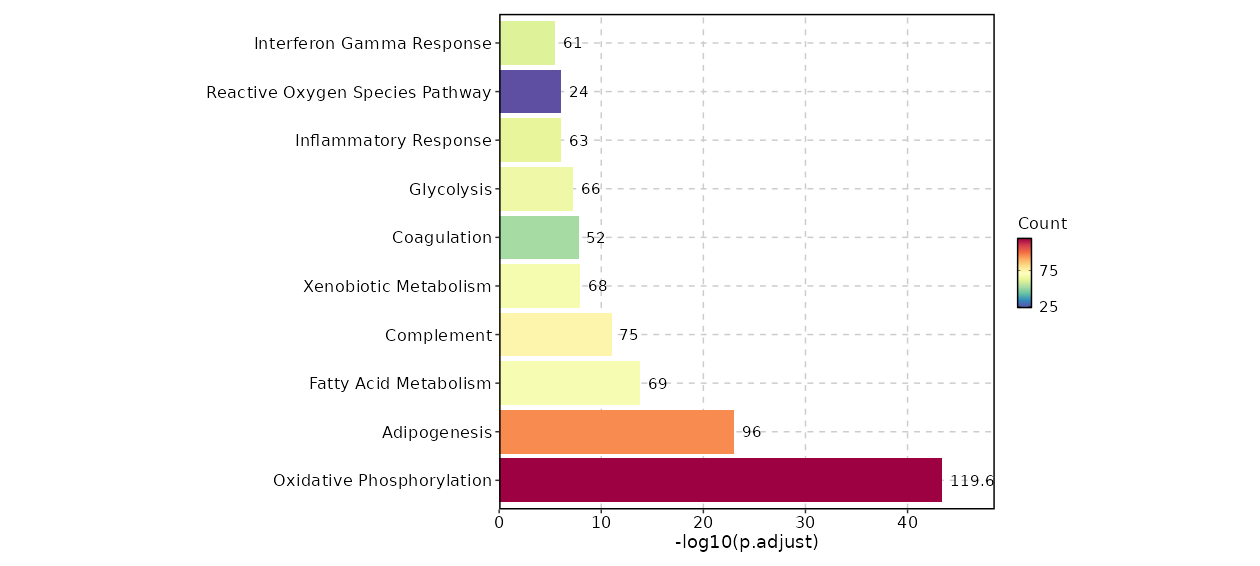 Interferon Gamma Response 61
Reactive Oxygen Species Pathway 24
Inflammatory Response 63
Glycolysis 66
Coagulation 52
Xenobiotic Metabolism 68
Complement 75
Fatty Acid Metabolism 69
Adipogenesis 96
Oxidative Phosphorylation 119.6
0 10 20 30 40
-log10(p.adjust)
Count
75
25